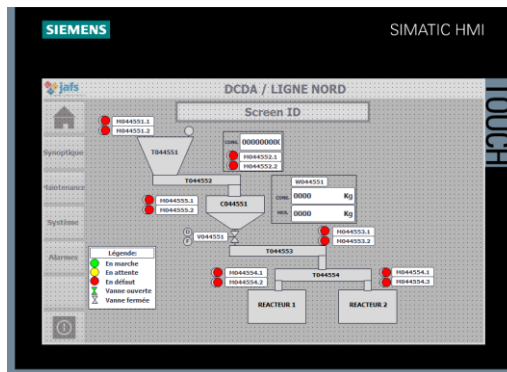 SIEMENS
SIMATIC HMI
TOUCH
jafs
DCDA / LIGNE NORD
Screen ID
Synoptique
Maintenance
Système
Alarmes
M044551.1
M044551.2
T044551
CONS. 00000000
M044552.1
M044552.2
T044552
M044555.1
M044555.2
C044551
W044551
CONS. 0000 Kg
MES. 0000 Kg
O
F
V044551
M044553.1
M044553.2
T044553
M044554.1
M044554.2
T044554
M044554.1
M044554.3
REACTEUR 1
REACTEUR 2
Légende:
En marche
En attente
En défaut
Vanne ouverte
Vanne fermée